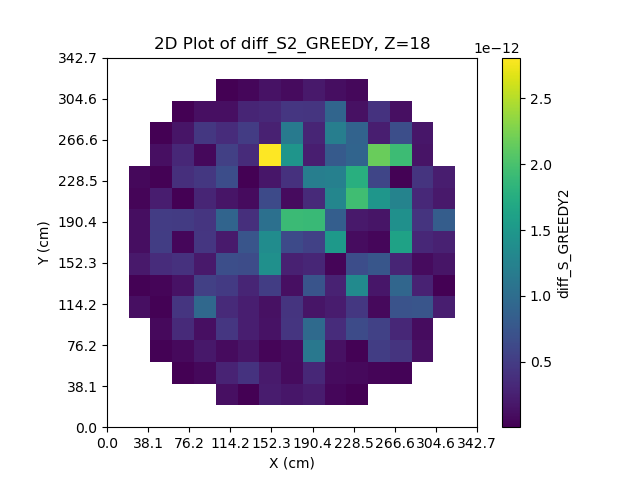 2D Plot of diff_S2_GREEDY, Z=18
1e−12
342.7
304.6
266.6
228.5
190.4
152.3
114.2
76.2
38.1
0.0
Y (cm)
0.0 38.1 76.2 114.2 152.3 190.4 228.5 266.6 304.6 342.7
X (cm)
2.5
2.0
1.5
1.0
0.5
diff_S_GREEDY2